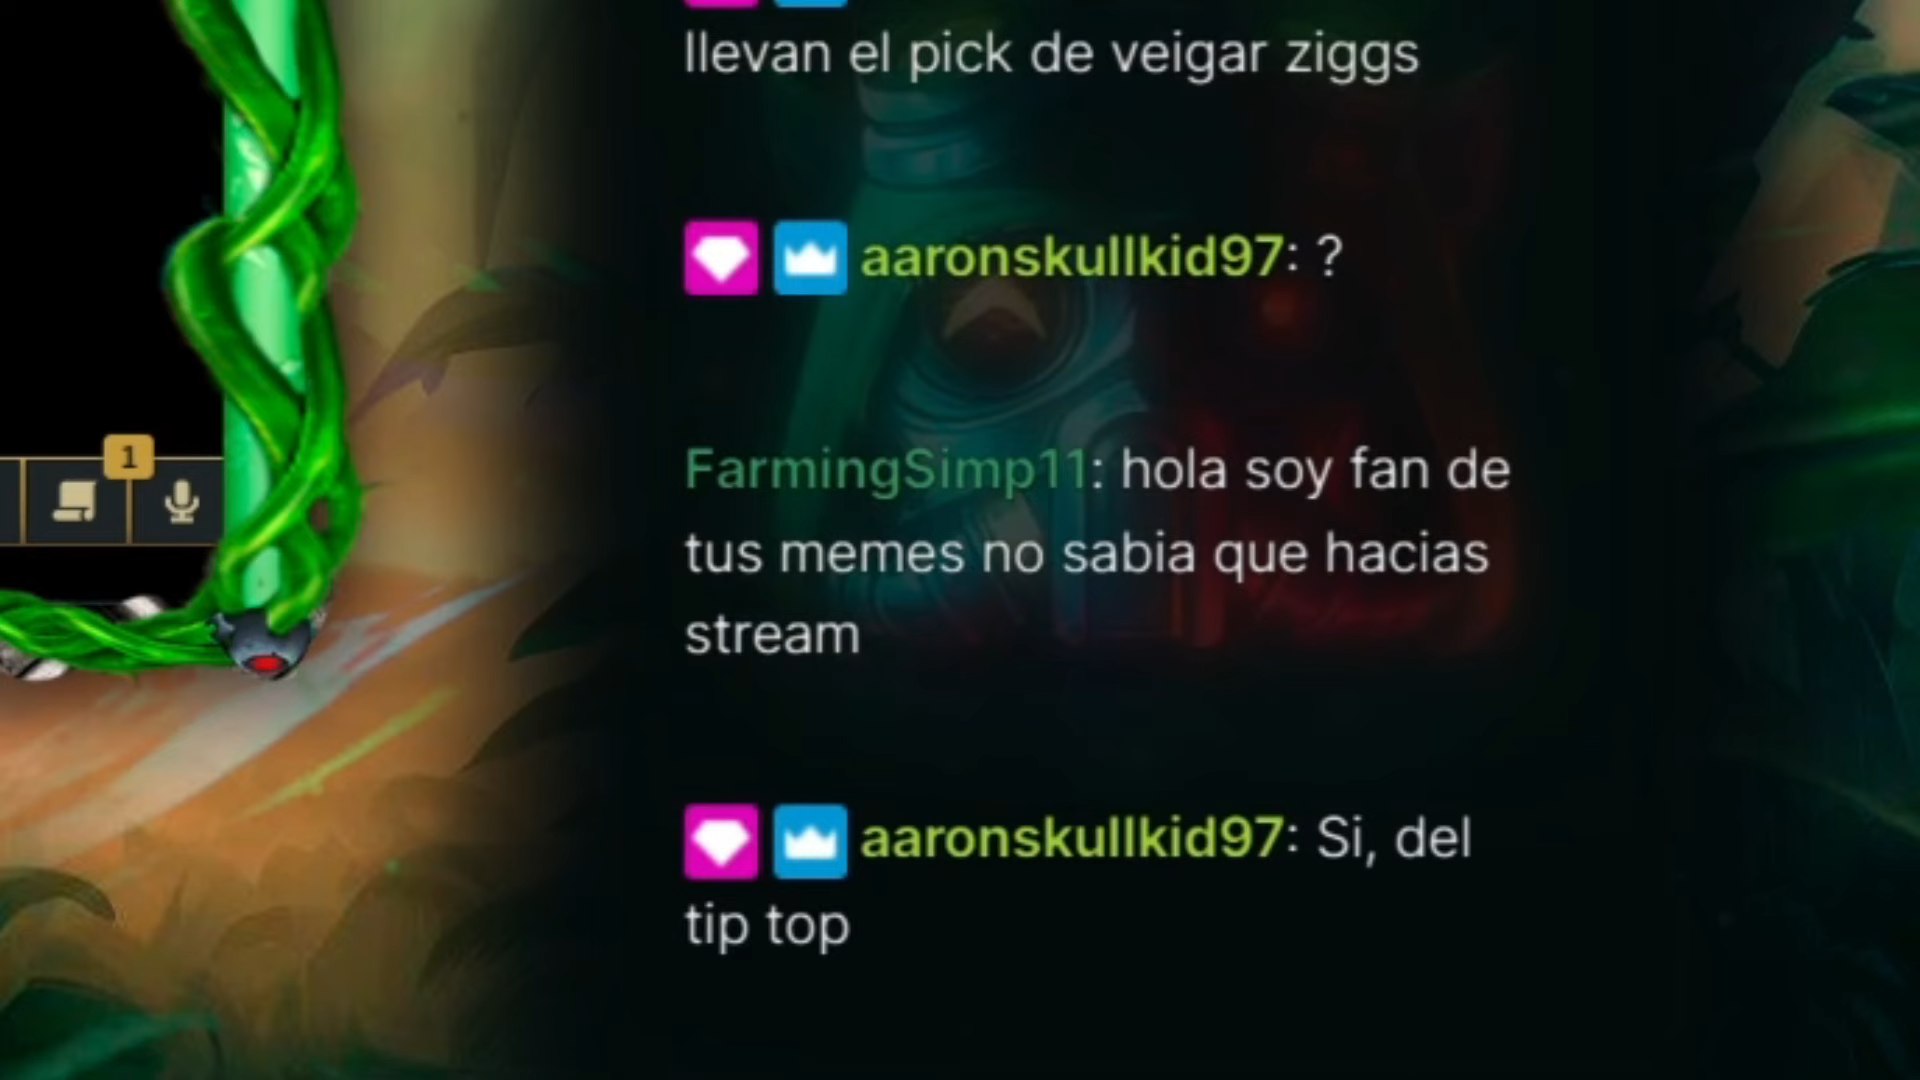 llevan el pick de veigar ziggs
aaronskullkid97: ?
1
FarmingSimp11: hola soy fan de
tus memes no sabia que hacias
stream
aaronskullkid97: Si, del
tip top